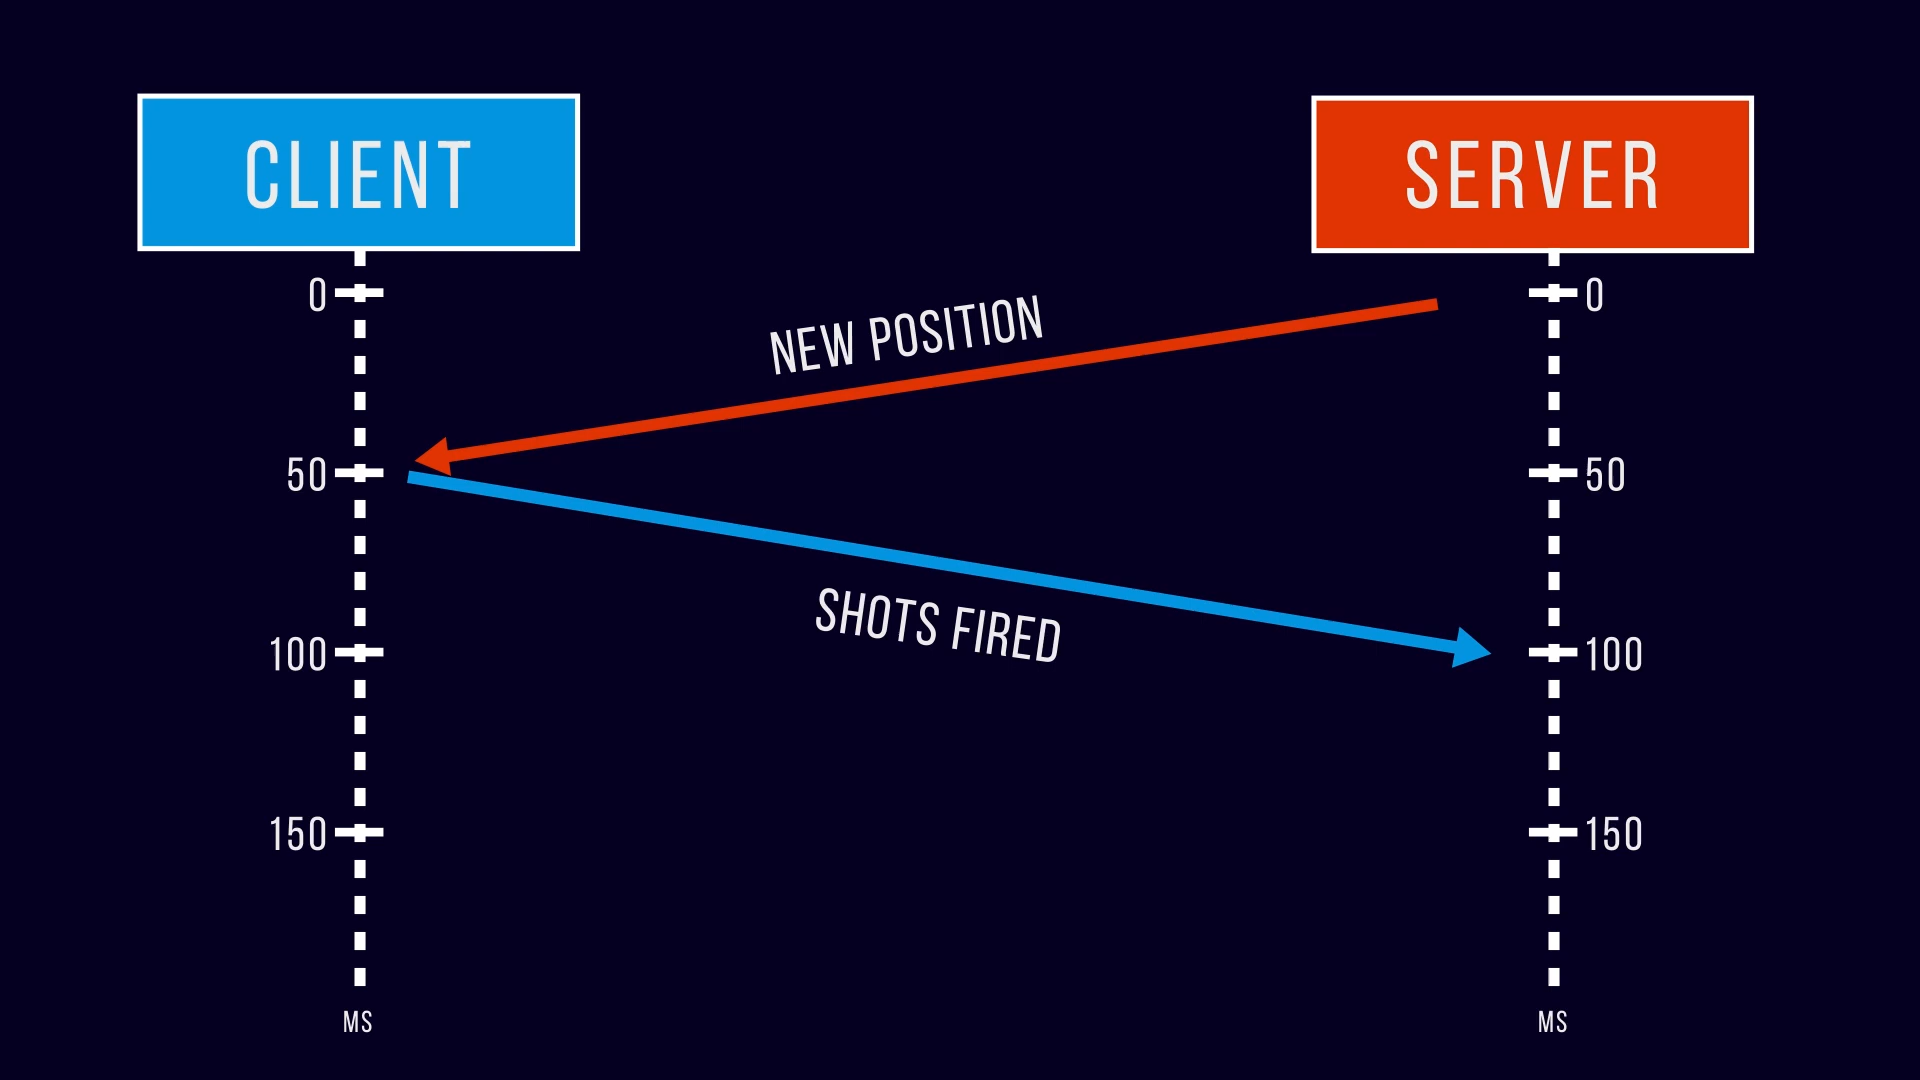 CLIENT
SERVER
0
0
NEW POSITION
50
50
SHOTS FIRED
100
100
150
150
MS
MS